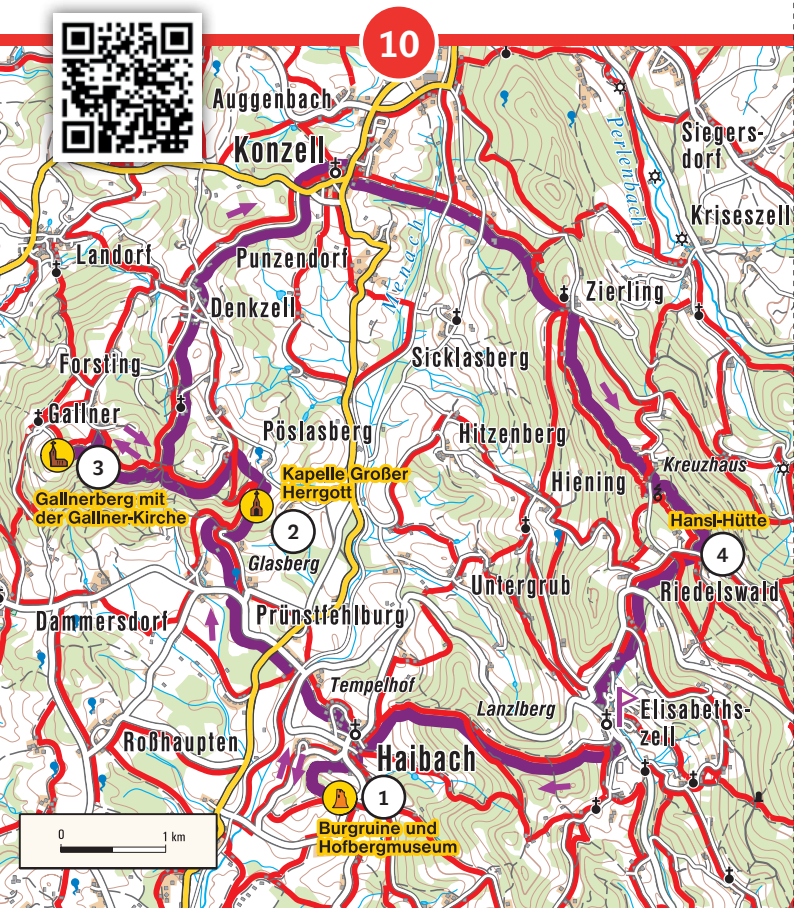 10
Auggenbach
Perlenbach
Siegers-
dorf
Konzell
Kriseszell
Landorf
Punzendorf
Menach
Zierling
Denkzell
Forsting
Sicklasberg
Gallner
Pöslasberg
Hitzenberg
3
Kapelle Großer
Herrgott
Kreuzhaus
Hiening
Gallnerberg mit
der Gallner-Kirche
2
Hansl-Hütte
4
Glasberg
Untergrub
Riedelswald
Dammersdorf
Prünstfehlburg
Tempelhof
Lanzlberg
Elisabeths-
zell
Roßhaupten
Haibach
1
Burgruine und
Hofbergmuseum
0
1 km